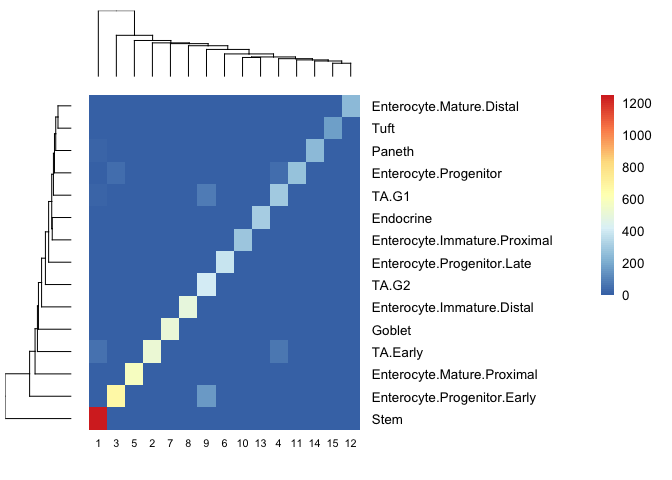 Enterocyte.Mature.Distal
Tuft
Paneth
Enterocyte.Progenitor
TA.G1
Endocrine
Enterocyte.Immature.Proximal
Enterocyte.Progenitor.Late
TA.G2
Enterocyte.Immature.Distal
Goblet
TA.Early
Enterocyte.Mature.Proximal
Enterocyte.Progenitor.Early
Stem
1 3 5 2 7 8 9 6 10 13 4 11 14 15 12
1200
1000
800
600
400
200
0